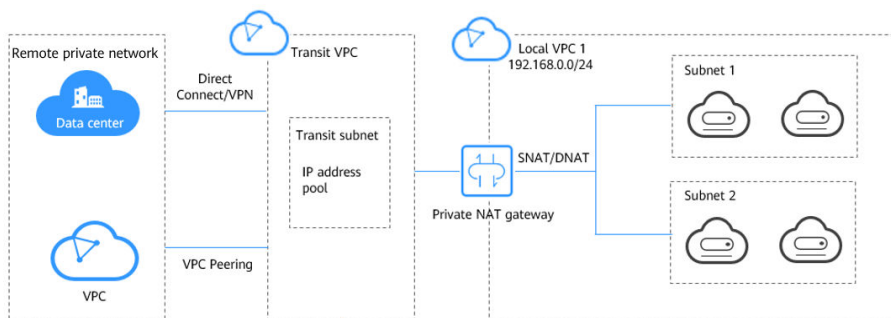 Remote private network
Data center
VPC
Direct
Connect/VPN
VPC Peering
Transit VPC
Transit subnet
IP address
pool
Local VPC 1
192.168.0.0/24
SNAT/DNAT
Private NAT gateway
Subnet 1
Subnet 2